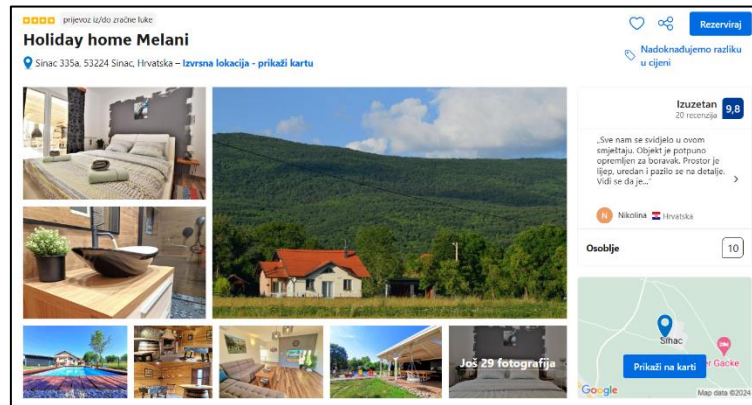 prijevoz iz/do zračne luke
Rezerviraj
Holiday home Melani
Sinac 335a, 53224 Sinac, Hrvatska – Izvrsna lokacija - prikaži kartu
Nadoknađujemo razliku
u cijeni
Izuzetan
20 recenzija
9,8
„Sve nam se svidjelo u ovom
smještaju. Objekt je potpuno
opremljen za boravak. Prostor je
lijep, uredan i pazilo se na detalje.
Vidi se da je...“
N Nikolina Hrvatska
Osoblje 10
Još 29 fotografija
Sinac
er Gacke
Prikaži na karti
Google
Map data ©2024